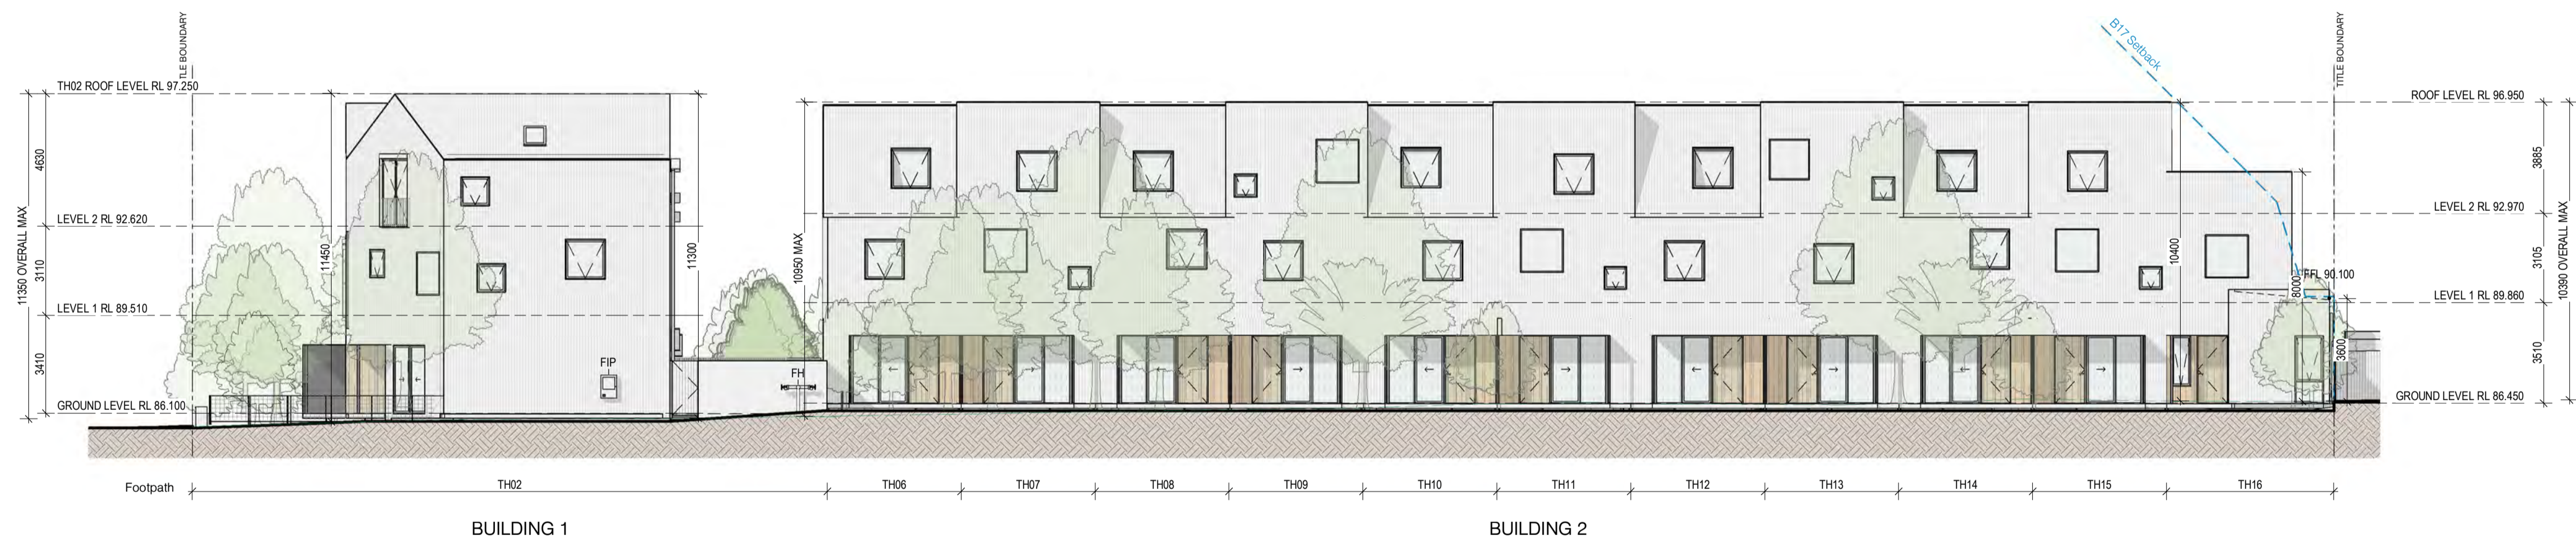 TLE BOUNDARY
TH02 ROOF LEVEL RL 97.250
LEVEL 2 RL 92.620
LEVEL 1 RL 89.510
GROUND LEVEL RL 86.100
11350 OVERALL MAX
4630
3110
3410
114500
11300
FIP
FH
10950 MAX
B17 Setback
TITLE BOUNDARY
ROOF LEVEL RL 96.950
LEVEL 2 RL 92.970
FFL 90.100
LEVEL 1 RL 89.860
GROUND LEVEL RL 86.450
10400
8000
3600
3885
3105
3510
10390 OVERALL MAX
Footpath
TH02
TH06
TH07
TH08
TH09
TH10
TH11
TH12
TH13
TH14
TH15
TH16
BUILDING 1
BUILDING 2